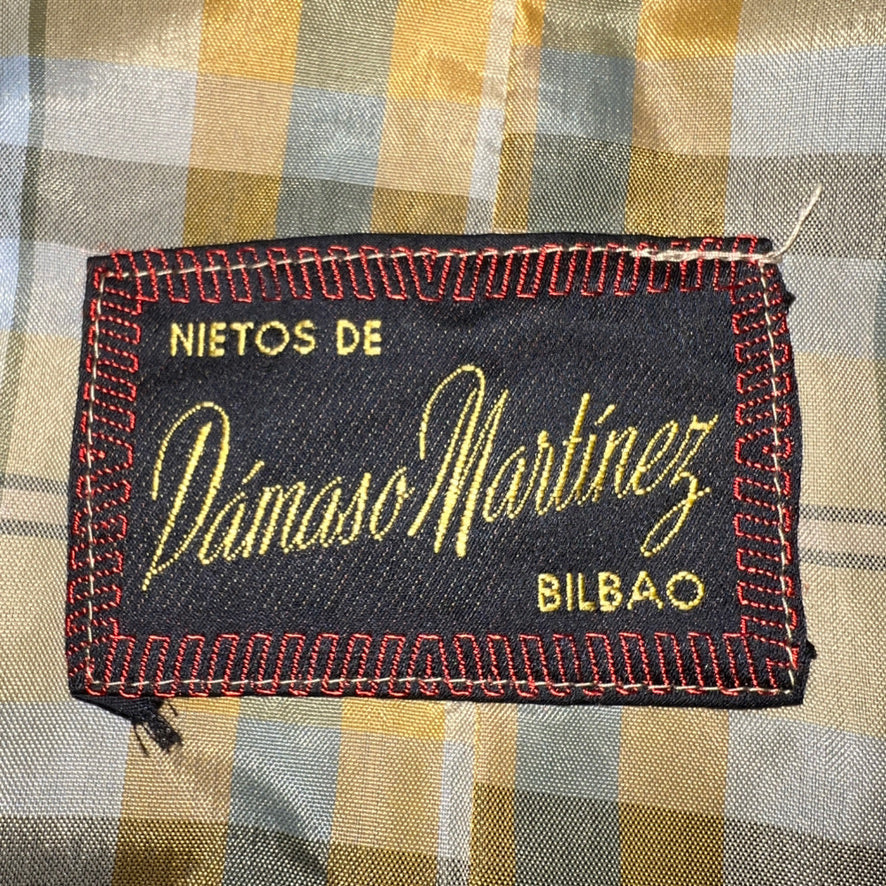 NIETOS DE
Dámaso Martínez
BILBAO